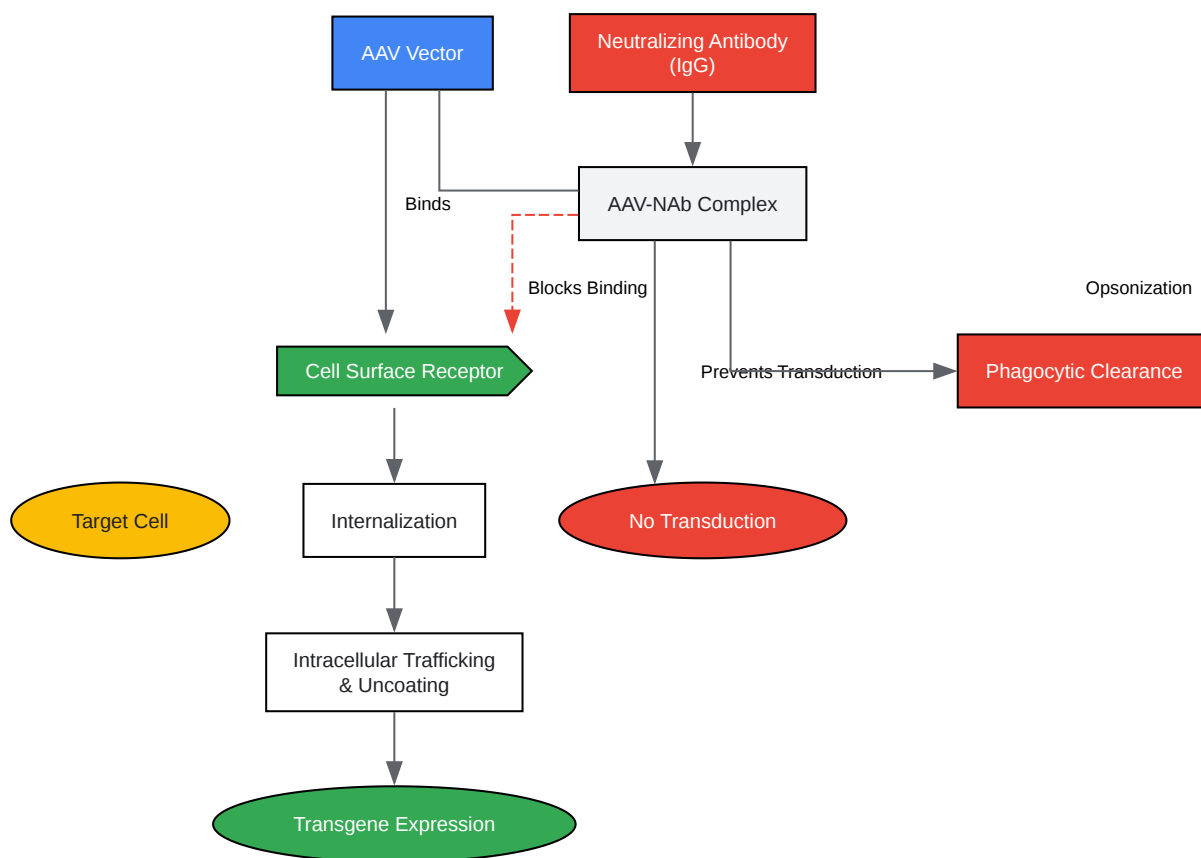 AAV Vector
Neutralizing Antibody
(IgG)
Binds
AAV-NAb Complex
Blocks Binding
Opsonization
Cell Surface Receptor
Prevents Transduction
Phagocytic Clearance
Target Cell
Internalization
No Transduction
Intracellular Trafficking
& Uncoating
Transgene Expression